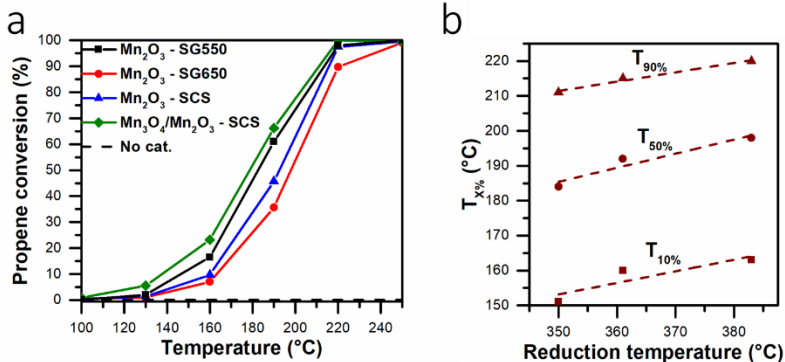 a
Propene conversion (%)
100
90
80
70
60
50
40
30
20
10
0
Mn2O3 - SG550
Mn2O3 - SG650
Mn2O3 - SCS
Mn3O4/Mn2O3 - SCS
No cat.
100 120 140 160 180 200 220 240
Temperature (°C)
b
TX% (°C)
220
210
200
190
180
170
160
150
T90%
T50%
T10%
350 360 370 380
Reduction temperature (°C)